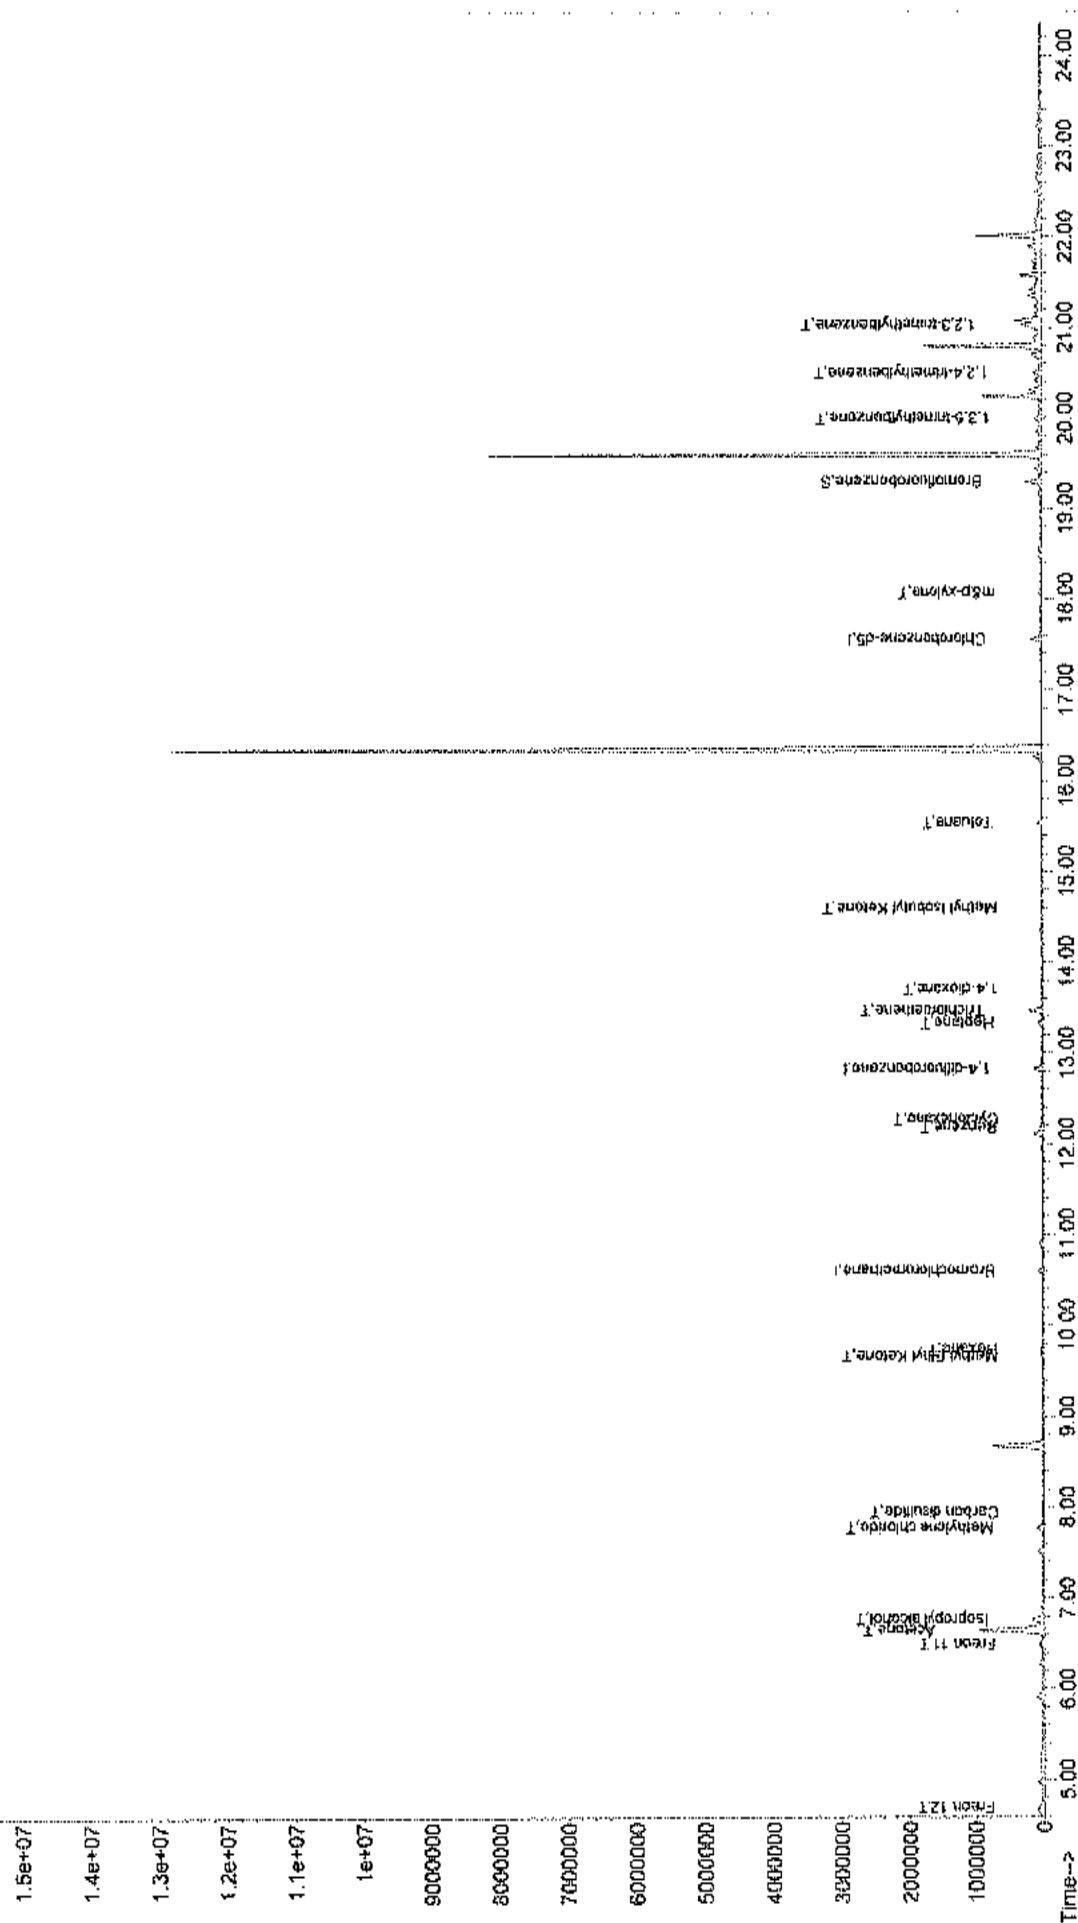 1.5e+07
1.4e+07
1.3e+07
1.2e+07
1.1e+07
1e+07
9000000
8000000
7000000
6000000
5000000
4000000
3000000
2000000
1000000
0
Time-->
5.00
6.00
7.00
8.00
9.00
10.00
11.00
12.00
13.00
14.00
15.00
16.00
17.00
18.00
19.00
20.00
21.00
22.00
23.00
24.00
Freon 12,T
Freon 11,T
Acetone,T
Isopropyl alcohol,T
Methylene chloride,T
Carbon disulfide,T
Methyl Ethyl Ketone,T
Hexane,T
Bromochloromethane,I
Benzene,T
Cyclohexane,T
1,4-difluorobenzene,I
Heptane,T
Trichloroethene,T
1,4-dioxane,T
Methyl Isobutyl Ketone,T
Toluene,T
Chlorobenzene-d5,I
m&p-xylene,T
Bromofluorobenzene,S
1,3,5-trimethylbenzene,T
1,2,4-trimethylbenzene,T
1,2,3-trimethylbenzene,T